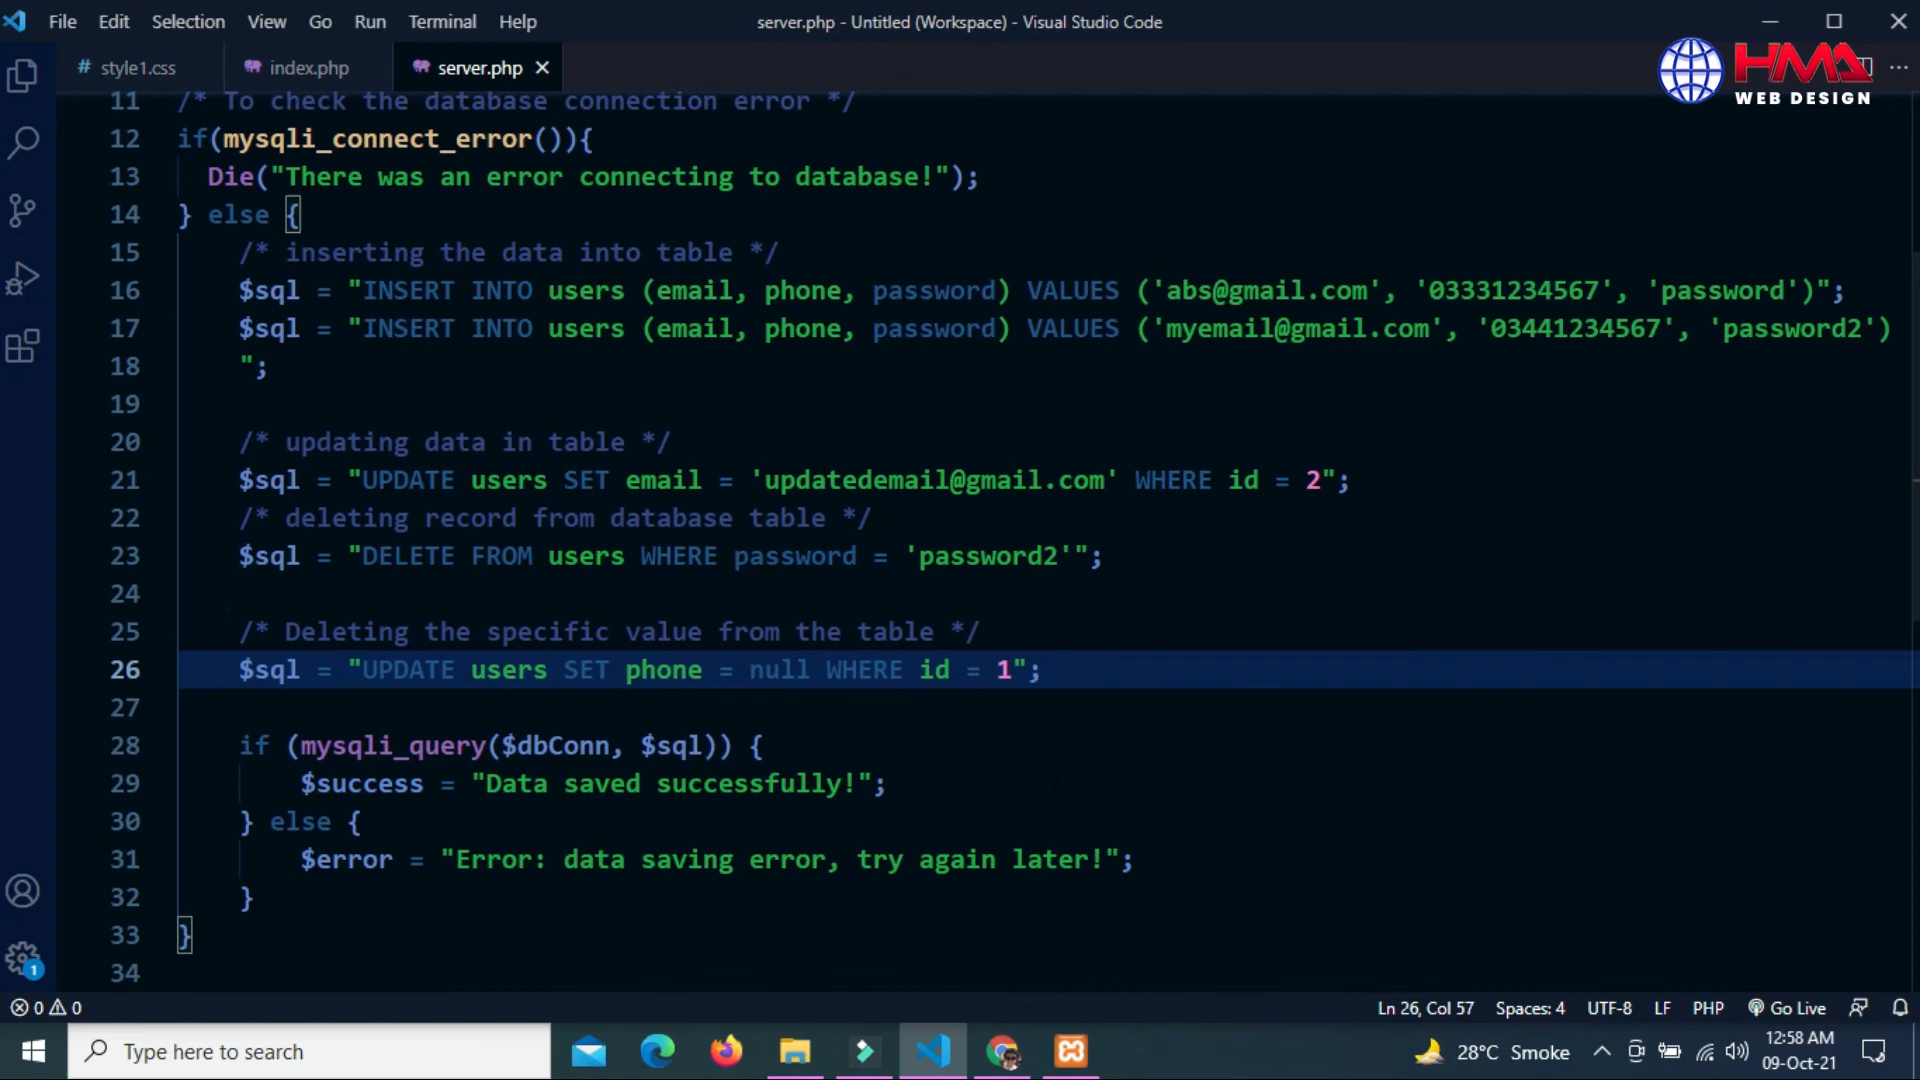 File Edit Selection View Go Run Terminal Help
server.php - Untitled (Workspace) - Visual Studio Code
# style1.css index.php server.php
HMA
WEB DESIGN
11 /* To check the database connection error */
12 if(mysqli_connect_error()){
13 Die("There was an error connecting to database!");
14 } else {
15 /* inserting the data into table */
16 $sql = "INSERT INTO users (email, phone, password) VALUES ('abs@gmail.com', '03331234567', 'password')";
17 $sql = "INSERT INTO users (email, phone, password) VALUES ('myemail@gmail.com', '03441234567', 'password2')
18 ";
19
20 /* updating data in table */
21 $sql = "UPDATE users SET email = 'updatedemail@gmail.com' WHERE id = 2";
22 /* deleting record from database table */
23 $sql = "DELETE FROM users WHERE password = 'password2'";
24
25 /* Deleting the specific value from the table */
26 $sql = "UPDATE users SET phone = null WHERE id = 1";
27
28 if (mysqli_query($dbConn, $sql)) {
29 $success = "Data saved successfully!";
30 } else {
31 $error = "Error: data saving error, try again later!";
32 }
33 }
34
1
0 0 Ln 26, Col 57 Spaces: 4 UTF-8 LF PHP Go Live
Type here to search
28°C Smoke
12:58 AM
09-Oct-21